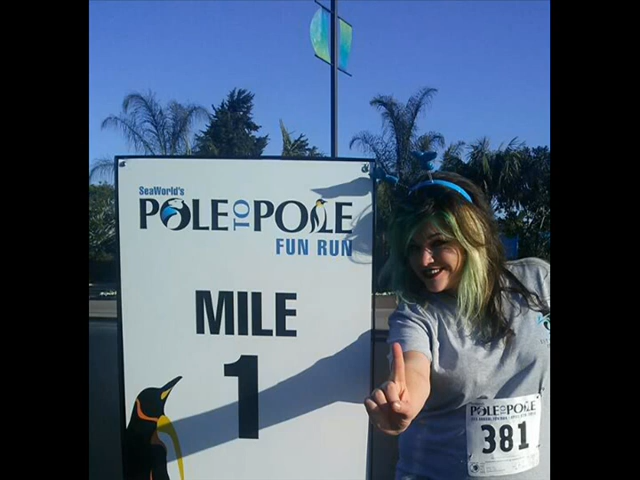 SeaWorld's
POLE TO POLE
FUN RUN
MILE
1
POLE TO POLE
381